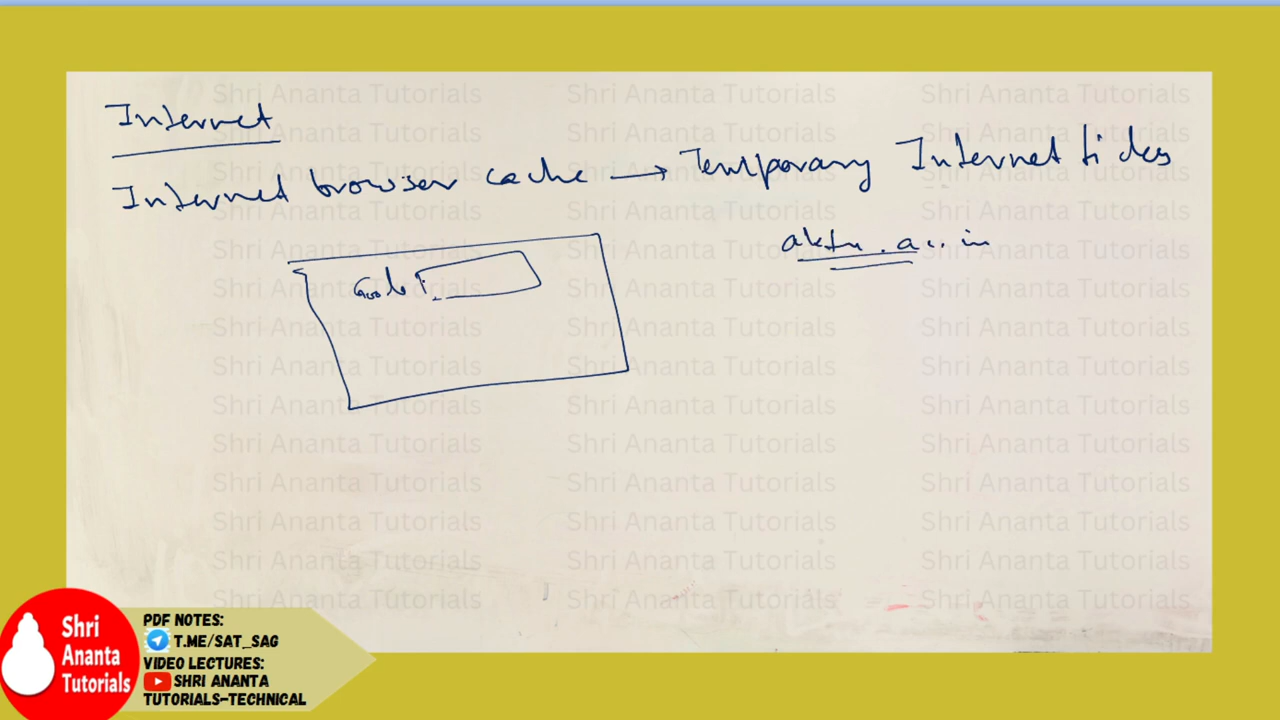 Internet
Internet browser cache → Temporary Internet files
aktu.ac.in
Google
Shri Ananta Tutorials
PDF NOTES:
T.ME/SAT_SAG
VIDEO LECTURES:
SHRI ANANTA
TUTORIALS-TECHNICAL